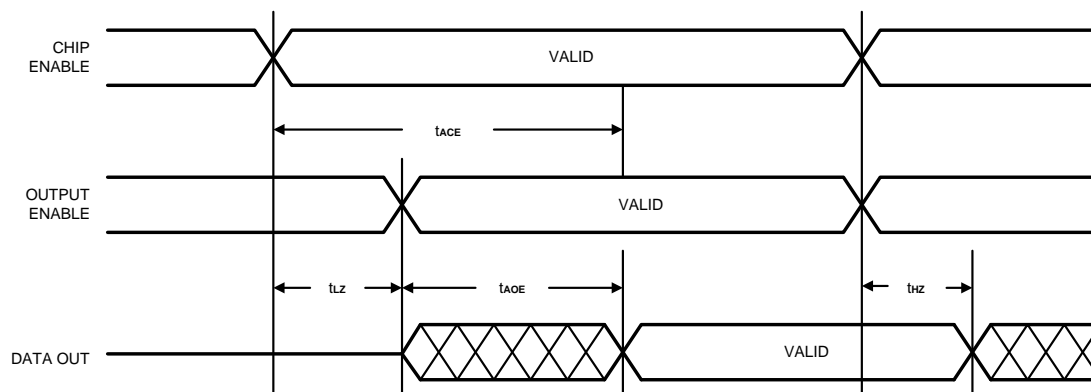 CHIP
ENABLE
VALID
tACE
OUTPUT
ENABLE
VALID
tLZ
tAOE
tHZ
DATA OUT
VALID